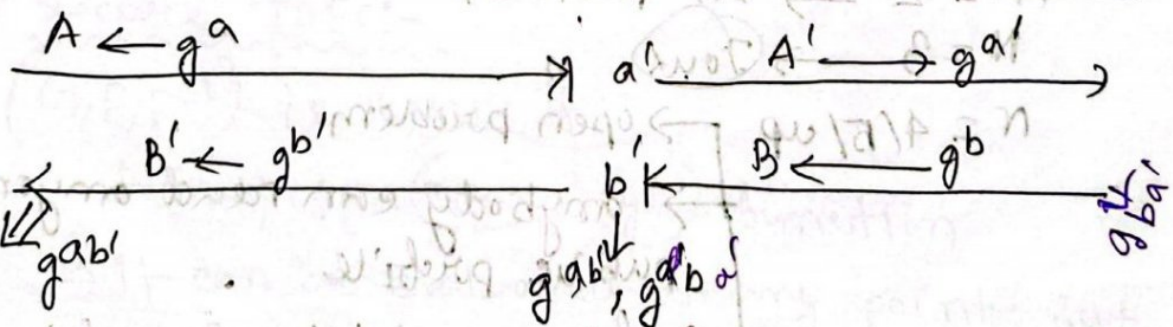 A ← g^a a' A' → g^a'
B' ← g^b' b' B ← g^b
g^ab' g^ab', g^a'b g^ba'